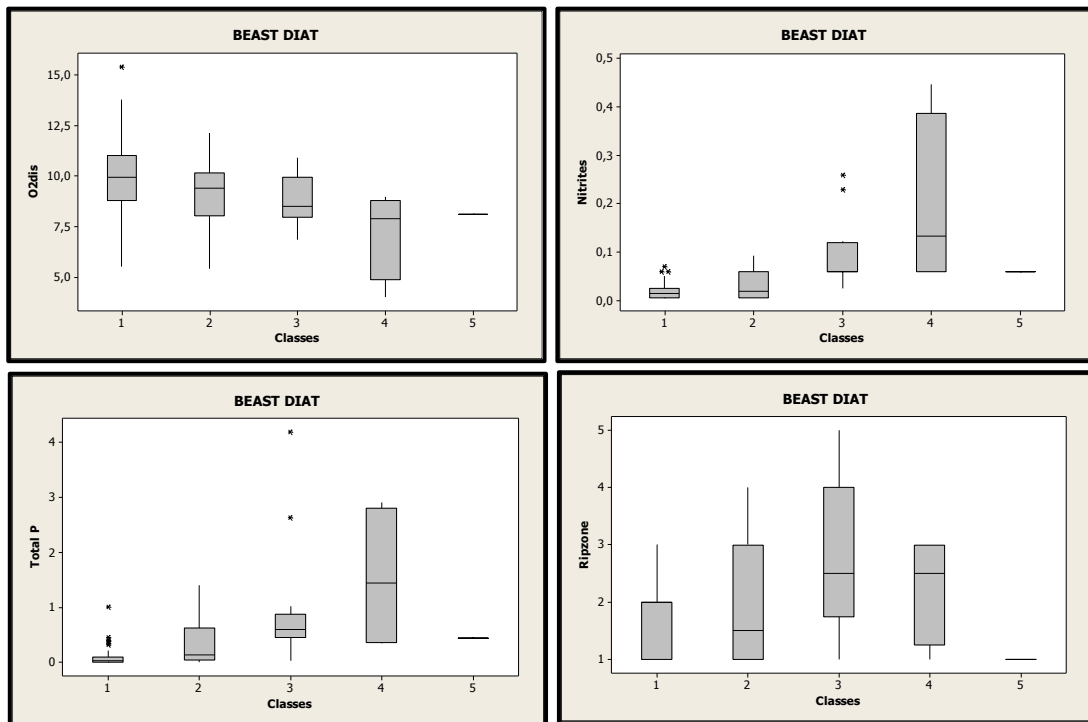 BEAST DIAT
15,0
12,5
10,0
7,5
5,0
O2dis
1 2 3 4 5
Classes
BEAST DIAT
0,5
0,4
0,3
0,2
0,1
0,0
Nitrites
1 2 3 4 5
Classes
BEAST DIAT
4
3
2
1
0
Total P
1 2 3 4 5
Classes
BEAST DIAT
5
4
3
2
1
Ripzone
1 2 3 4 5
Classes